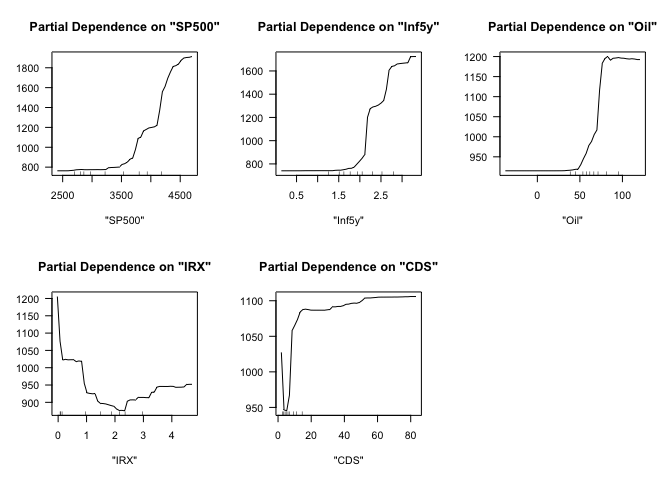 Partial Dependence on "SP500"
1800
1600
1400
1200
1000
800
2500 3500 4500
"SP500"
Partial Dependence on "Inf5y"
1600
1400
1200
1000
800
0.5 1.5 2.5
"Inf5y"
Partial Dependence on "Oil"
1200
1150
1100
1050
1000
950
0 50 100
"Oil"
Partial Dependence on "IRX"
1200
1150
1100
1050
1000
950
900
0 1 2 3 4
"IRX"
Partial Dependence on "CDS"
1100
1050
1000
950
0 20 40 60 80
"CDS"